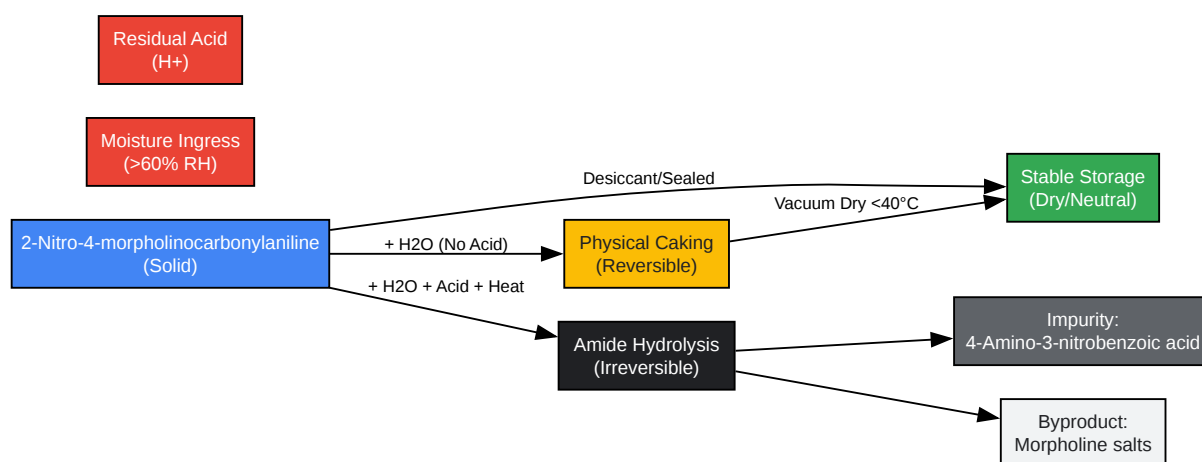 Residual Acid
(H+)
Moisture Ingress
(>60% RH)
2-Nitro-4-morpholinocarbonylaniline
(Solid)
Desiccant/Sealed
+ H2O (No Acid)
+ H2O + Acid + Heat
Physical Caking
(Reversible)
Vacuum Dry <40°C
Stable Storage
(Dry/Neutral)
Amide Hydrolysis
(Irreversible)
Impurity:
4-Amino-3-nitrobenzoic acid
Byproduct:
Morpholine salts